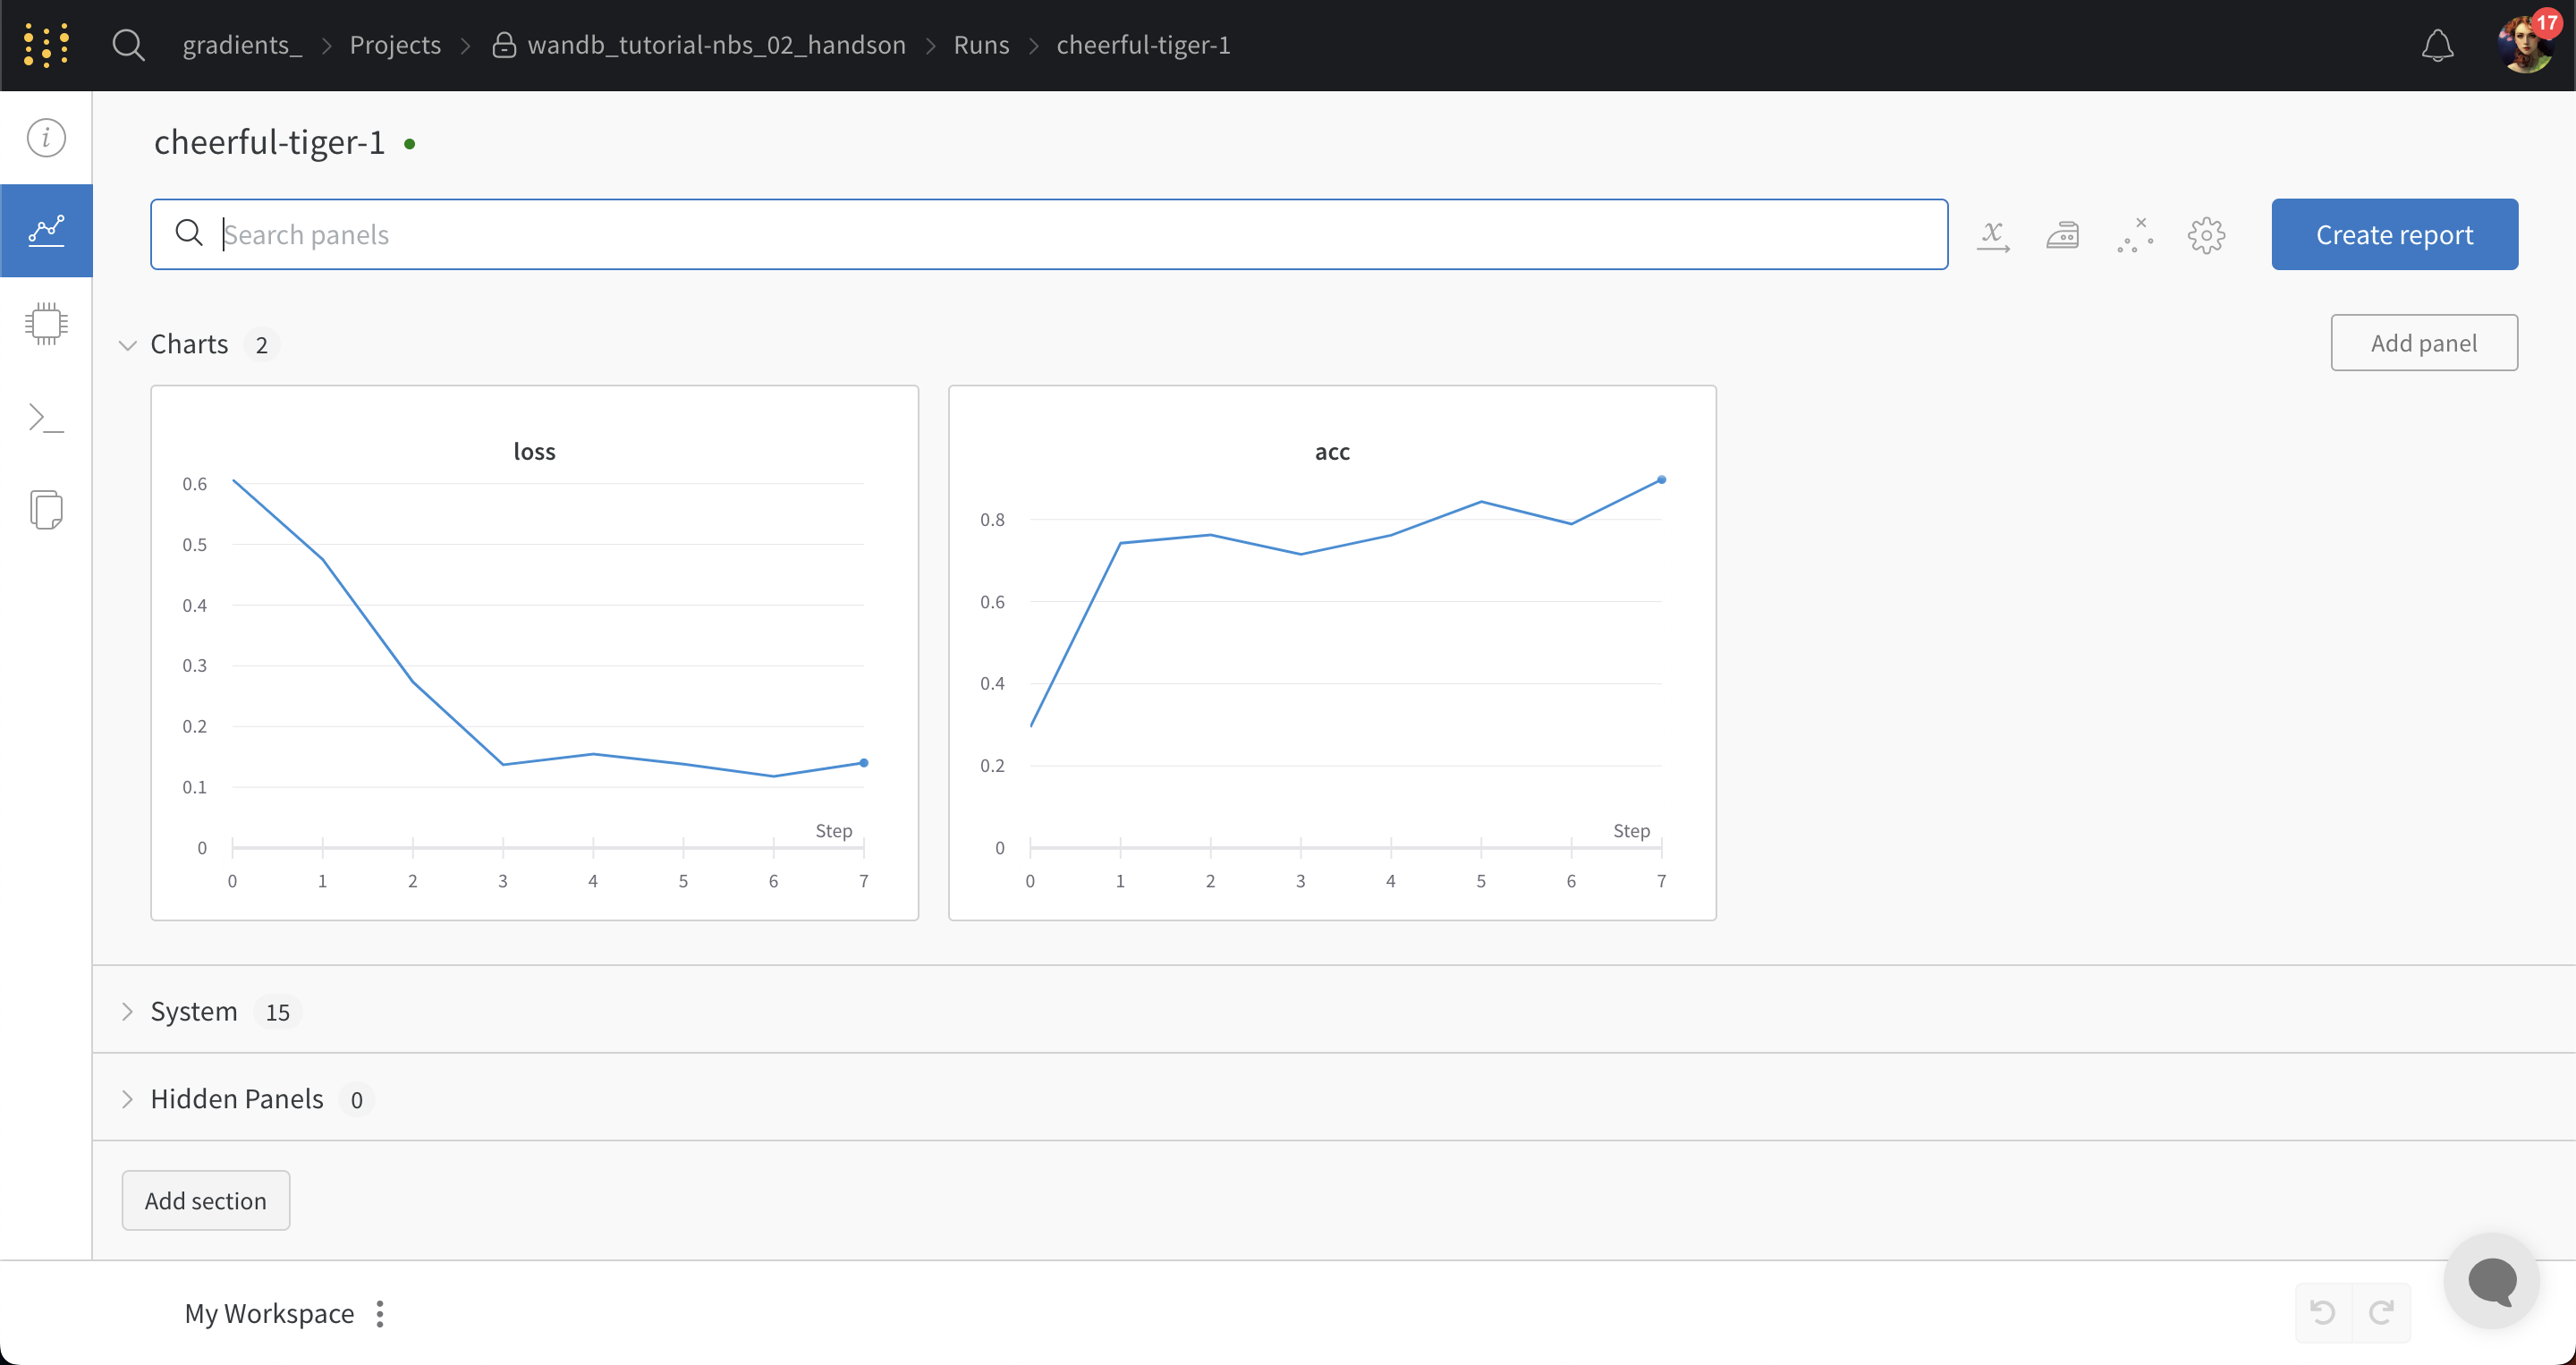 gradients_ > Projects > wandb_tutorial-nbs_02_handson > Runs > cheerful-tiger-1
17
cheerful-tiger-1
Search panels
x
Create report
Charts 2
Add panel
loss
0.6
0.5
0.4
0.3
0.2
0.1
0
Step
0 1 2 3 4 5 6 7
acc
0.8
0.6
0.4
0.2
0
Step
0 1 2 3 4 5 6 7
System 15
Hidden Panels 0
Add section
My Workspace